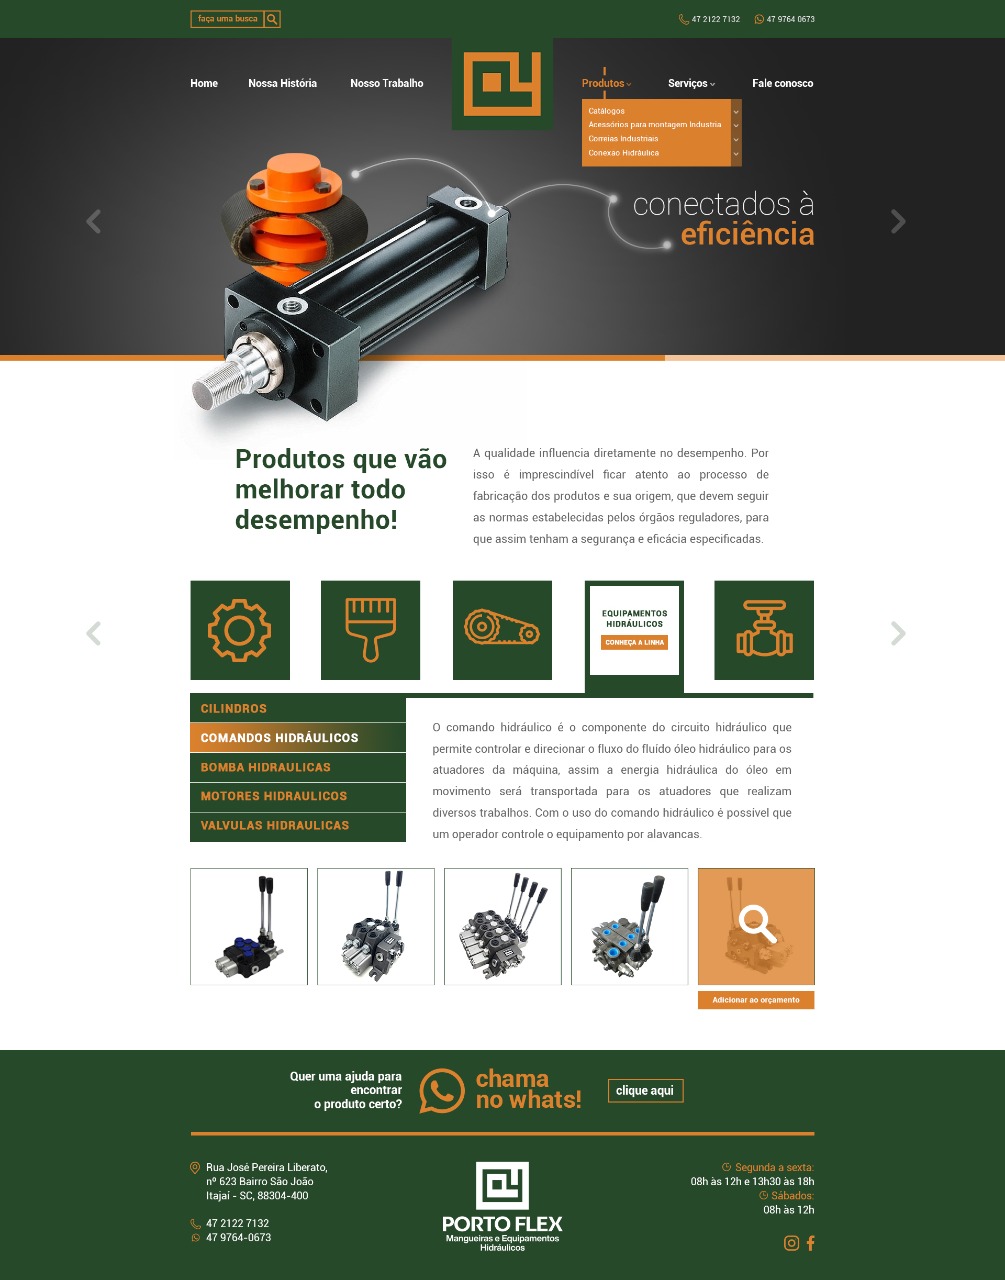 faça uma busca
47 2122 7132
47 9764 0673
Home
Nossa História
Nosso Trabalho
Produtos
Serviços
Fale conosco
Catálogos
Acessórios para montagem Industria
Correias Industriais
Conexao Hidráulica
conectados à
eficiência
Produtos que vão
melhorar todo
desempenho!
A qualidade influencia diretamente no desempenho. Por
isso é imprescindível ficar atento ao processo de
fabricação dos produtos e sua origem, que devem seguir
as normas estabelecidas pelos órgãos reguladores, para
que assim tenham a segurança e eficácia especificadas.
EQUIPAMENTOS
HIDRÁULICOS
CONHEÇA A LINHA
CILINDROS
COMANDOS HIDRÁULICOS
BOMBA HIDRAULICAS
MOTORES HIDRAULICOS
VALVULAS HIDRAULICAS
O comando hidráulico é o componente do circuito hidráulico que
permite controlar e direcionar o fluxo do fluído óleo hidráulico para os
atuadores da máquina, assim a energia hidráulica do óleo em
movimento será transportada para os atuadores que realizam
diversos trabalhos. Com o uso do comando hidráulico é possível que
um operador controle o equipamento por alavancas.
Adicionar ao orçamento
Quer uma ajuda para
encontrar
o produto certo?
chama
no whats!
clique aqui
Rua José Pereira Liberato,
nº 623 Bairro São João
Itajaí - SC, 88304-400
47 2122 7132
47 9764-0673
PORTO FLEX
Mangueiras e Equipamentos
Hidráulicos
Segunda a sexta:
08h às 12h e 13h30 às 18h
Sábados:
08h às 12h